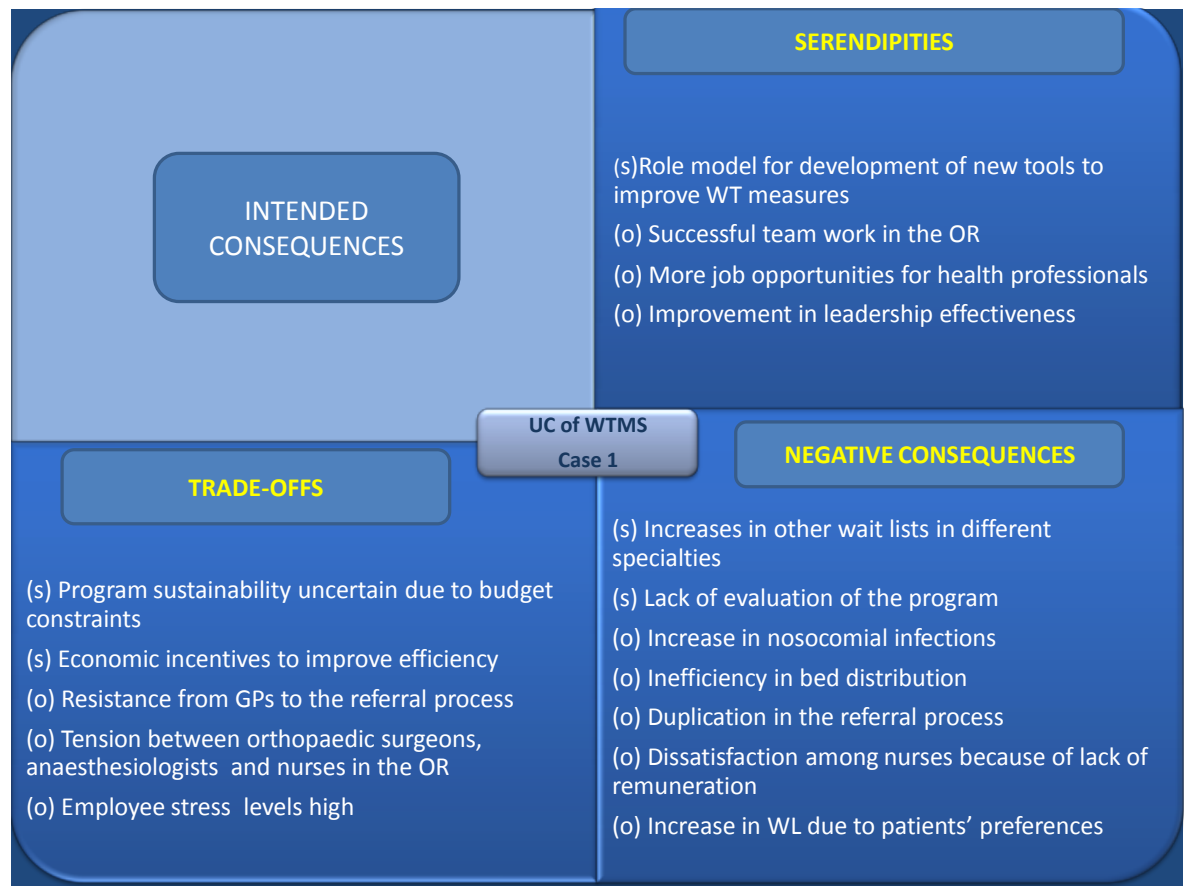 INTENDED
CONSEQUENCES
SERENDIPITIES
(s)Role model for development of new tools to
improve WT measures
(o) Successful team work in the OR
(o) More job opportunities for health professionals
(o) Improvement in leadership effectiveness
UC of WTMS
Case 1
TRADE-OFFS
(s) Program sustainability uncertain due to budget
constraints
(s) Economic incentives to improve efficiency
(o) Resistance from GPs to the referral process
(o) Tension between orthopaedic surgeons,
anaesthesiologists  and nurses in the OR
(o) Employee stress  levels high
NEGATIVE CONSEQUENCES
(s) Increases in other wait lists in different
specialties
(s) Lack of evaluation of the program
(o) Increase in nosocomial infections
(o) Inefficiency in bed distribution
(o) Duplication in the referral process
(o) Dissatisfaction among nurses because of lack of
remuneration
(o) Increase in WL due to patients’ preferences